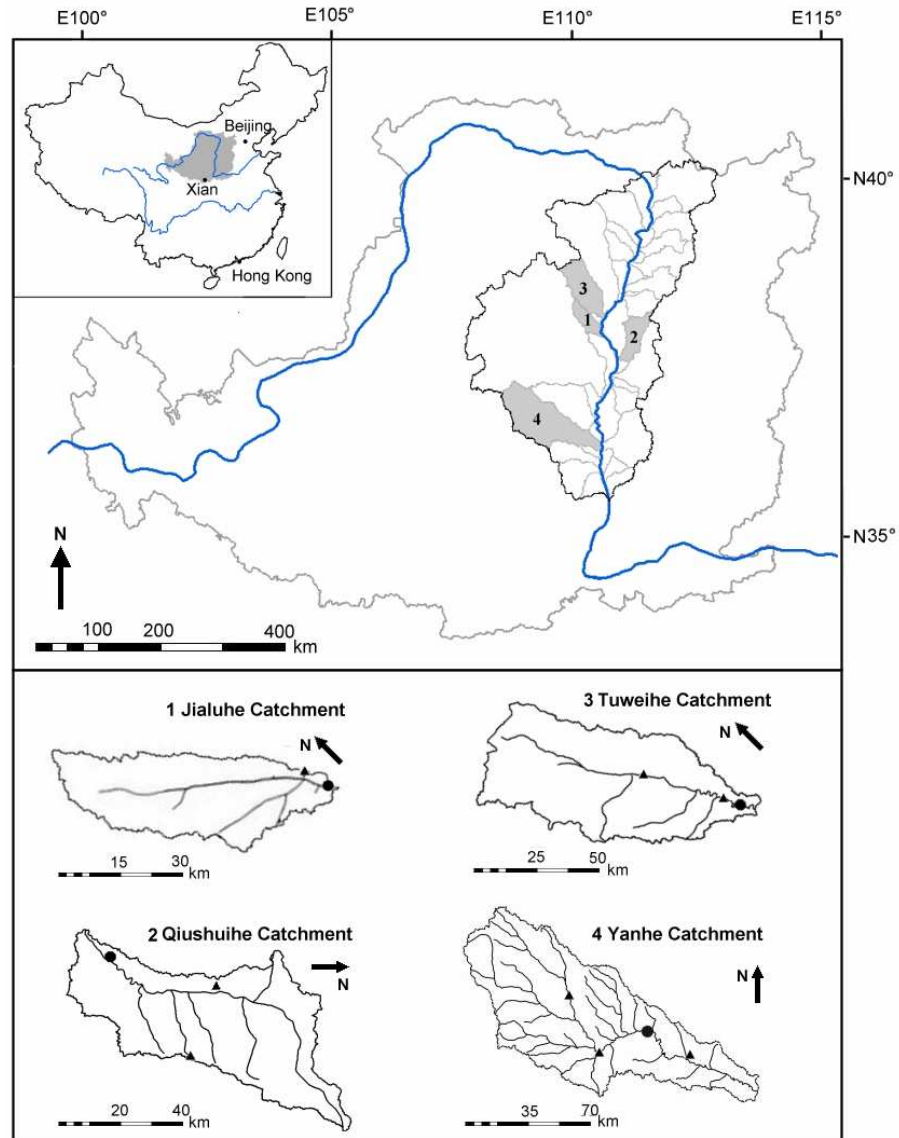 E100° E105° E110° E115°
Beijing
Xian
Hong Kong
N40°
3
1
2
4
N35°
N
100 200 400
km
1 Jialuhe Catchment
N
15 30
km
3 Tuweihe Catchment
N
25 50
km
2 Qiushuihe Catchment
N
20 40
km
4 Yanhe Catchment
N
35 70
km